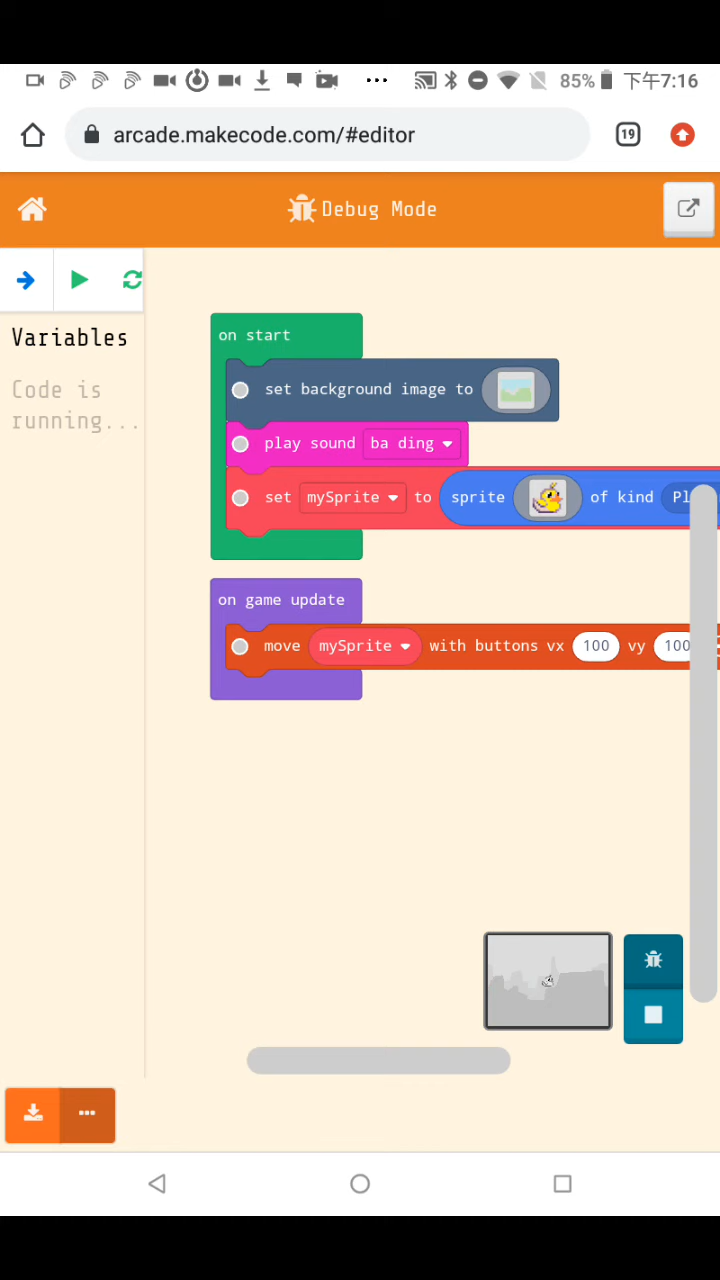 85% 下午7:16
arcade.makecode.com/#editor 19
Debug Mode
Variables
Code is
running...
on start
set background image to
play sound ba ding
set mySprite to sprite of kind Pl
on game update
move mySprite with buttons vx 100 vy 100